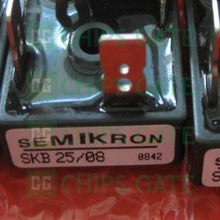 SEMIKRON
SKB 25/08 0842
CHIPS GATE
S